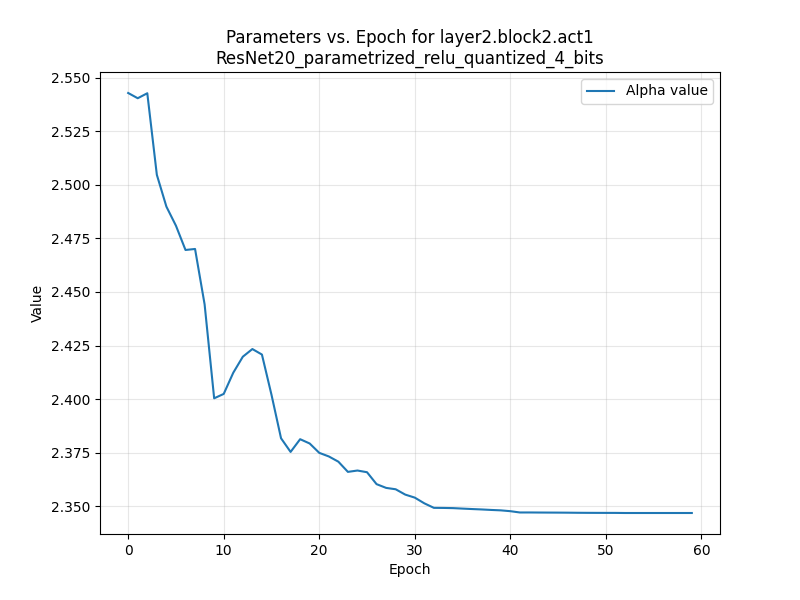 Parameters vs. Epoch for layer2.block2.act1
ResNet20_parametrized_relu_quantized_4_bits
Alpha value
2.550
2.525
2.500
2.475
2.450
2.425
2.400
2.375
2.350
Value
0 10 20 30 40 50 60
Epoch